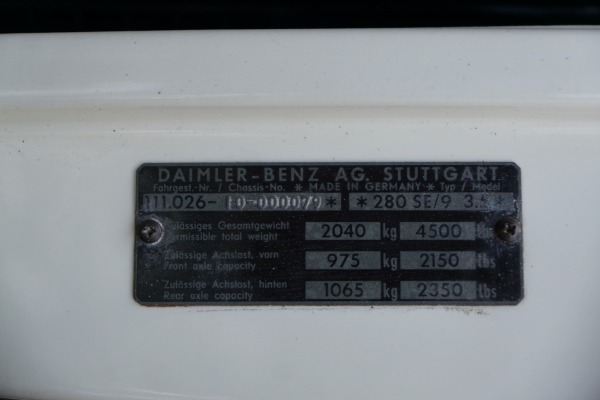 DAIMLER-BENZ AG. STUTTGART
Fahrgest.-Nr. / Chassis-No. * MADE IN GERMANY * Typ / Model
111.026- * * 280 SE/9 3.5
Zulässiges Gesamtgewicht
Permissible total weight 2040 kg 4500 lbs
Zulässige Achslast, vorn
Front axle capacity 975 kg 2150 lbs
Zulässige Achslast, hinten
Rear axle capacity 1065 kg 2350 lbs